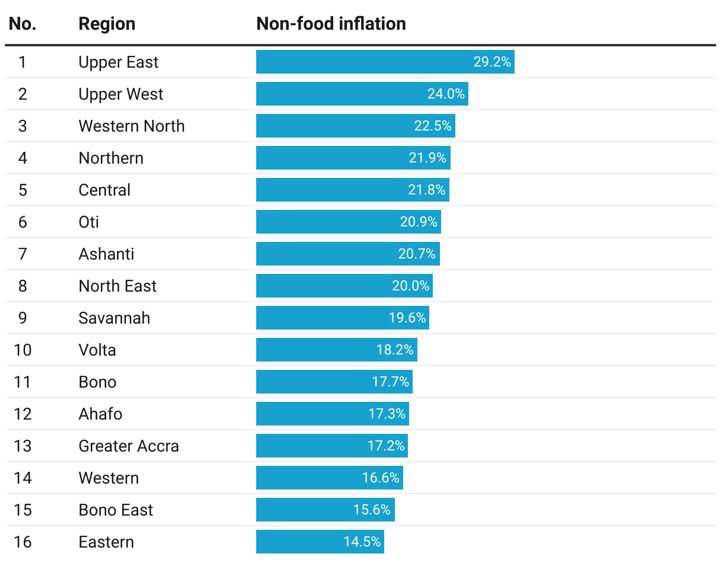 No. Region Non-food inflation
1 Upper East 29.2%
2 Upper West 24.0%
3 Western North 22.5%
4 Northern 21.9%
5 Central 21.8%
6 Oti 20.9%
7 Ashanti 20.7%
8 North East 20.0%
9 Savannah 19.6%
10 Volta 18.2%
11 Bono 17.7%
12 Ahafo 17.3%
13 Greater Accra 17.2%
14 Western 16.6%
15 Bono East 15.6%
16 Eastern 14.5%